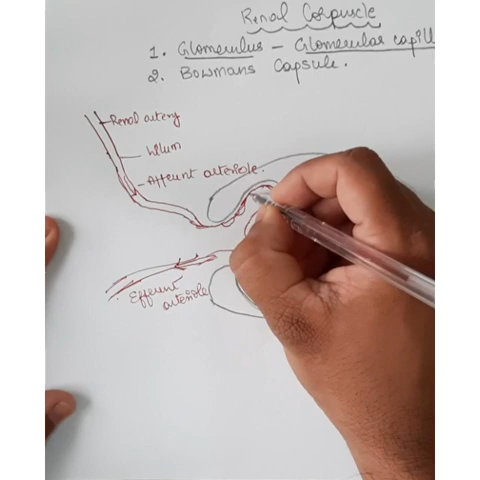 Renal Corpuscle
1. Glomerulus - Glomerular capill
2. Bowmans Capsule.
Renal artery
hilum
Afferent arteriole.
Efferent
arteriole